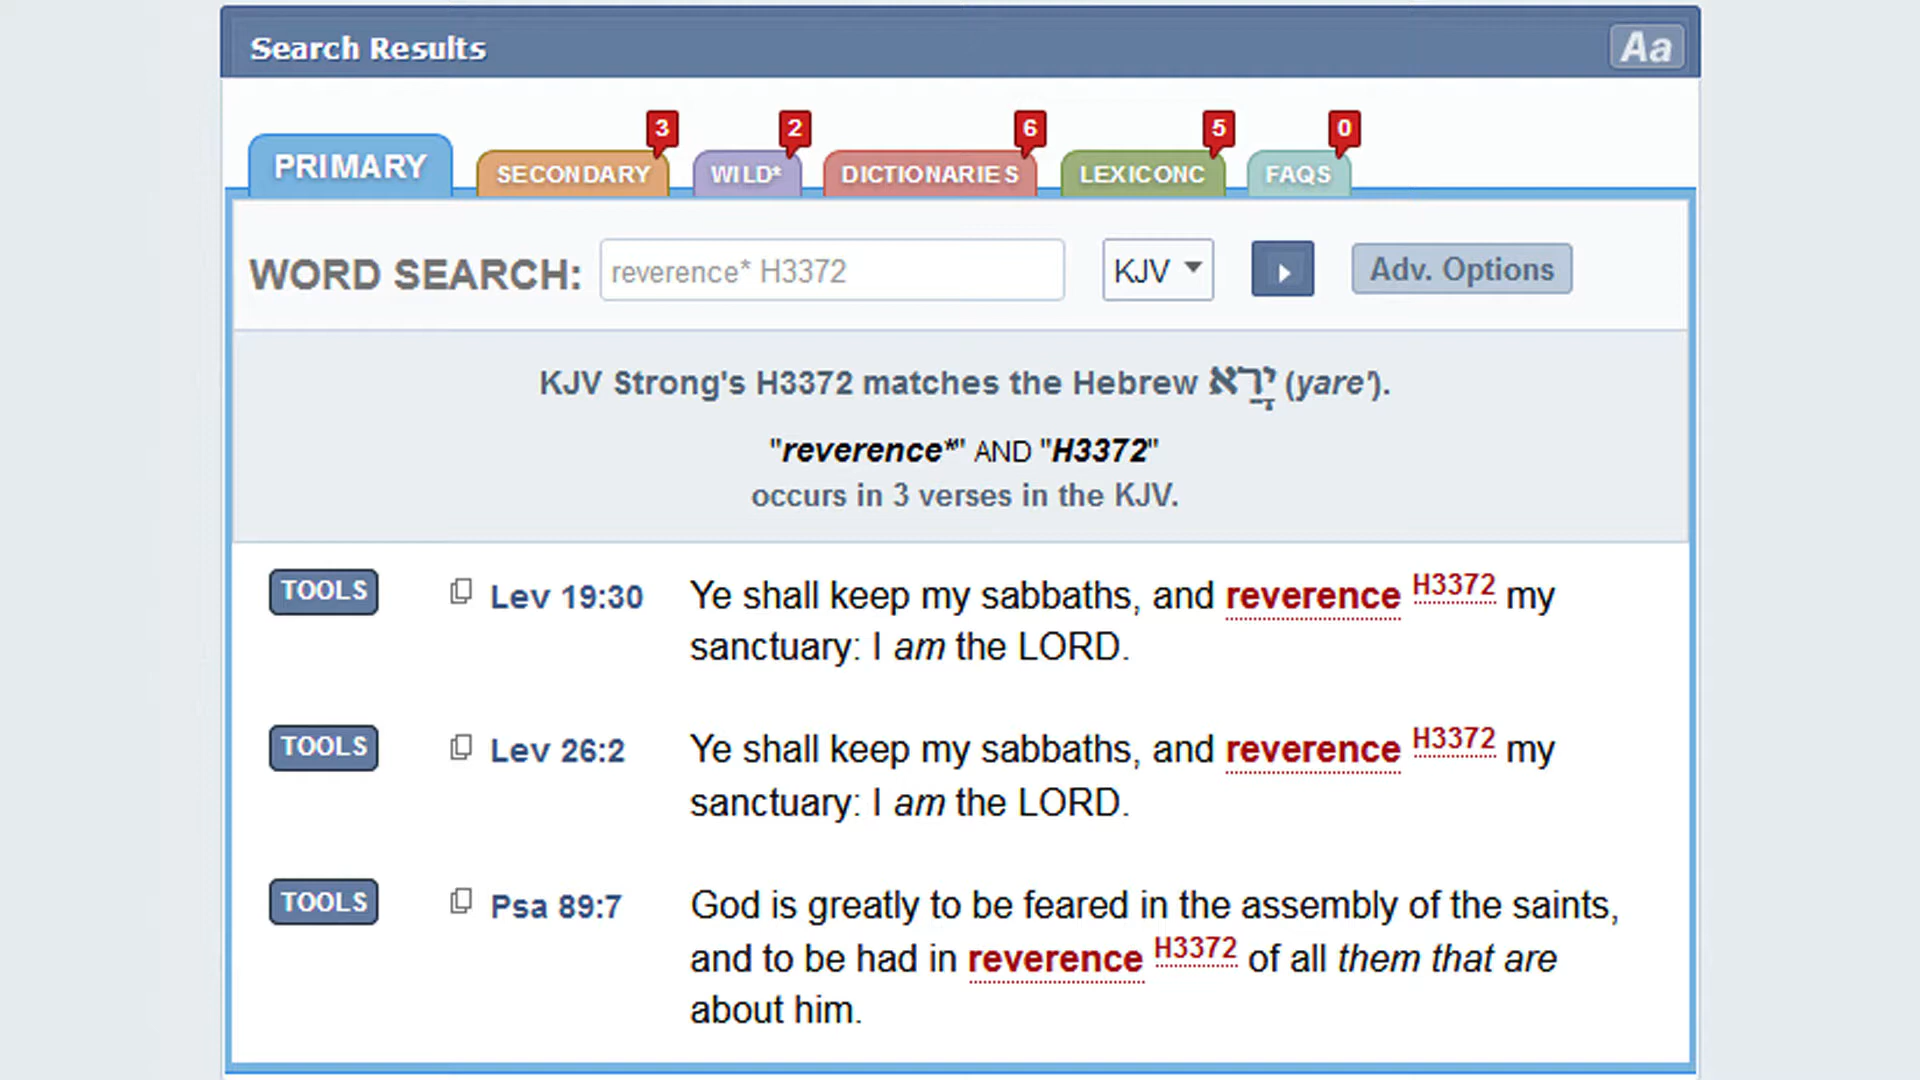 Search Results
Aa
3 2 6 5 0
PRIMARY SECONDARY WILD* DICTIONARIES LEXICONC FAQS
WORD SEARCH: reverence* H3372 KJV Adv. Options
KJV Strong's H3372 matches the Hebrew יָרֵא (yare').
"reverence*" AND "H3372"
occurs in 3 verses in the KJV.
TOOLS Lev 19:30 Ye shall keep my sabbaths, and reverence H3372 my
sanctuary: I am the LORD.
TOOLS Lev 26:2 Ye shall keep my sabbaths, and reverence H3372 my
sanctuary: I am the LORD.
TOOLS Psa 89:7 God is greatly to be feared in the assembly of the saints,
and to be had in reverence H3372 of all them that are
about him.